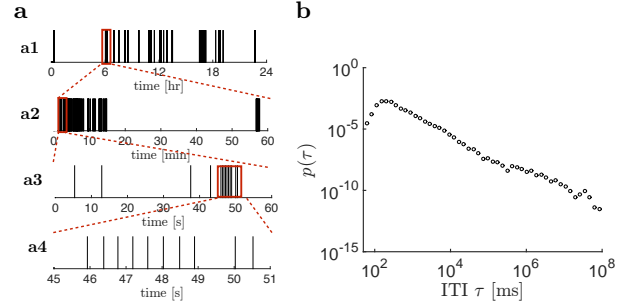 a
b
a1
0 6 12 18 24
time [hr]
a2
0 10 20 30 40 50 60
time [min]
a3
0 10 20 30 40 50 60
time [s]
a4
45 46 47 48 49 50 51
time [s]
10^0
10^-5
10^-10
10^-15
p(τ)
10^2 10^4 10^6 10^8
ITI τ [ms]